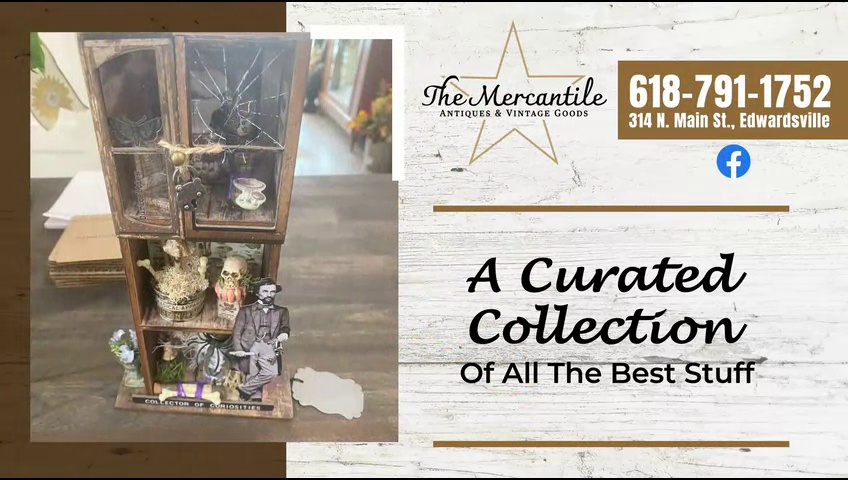 The Mercantile
ANTIQUES & VINTAGE GOODS
618-791-1752
314 N. Main St., Edwardsville
A Curated
Collection
Of All The Best Stuff
COLLECTOR OF CURIOSITIES